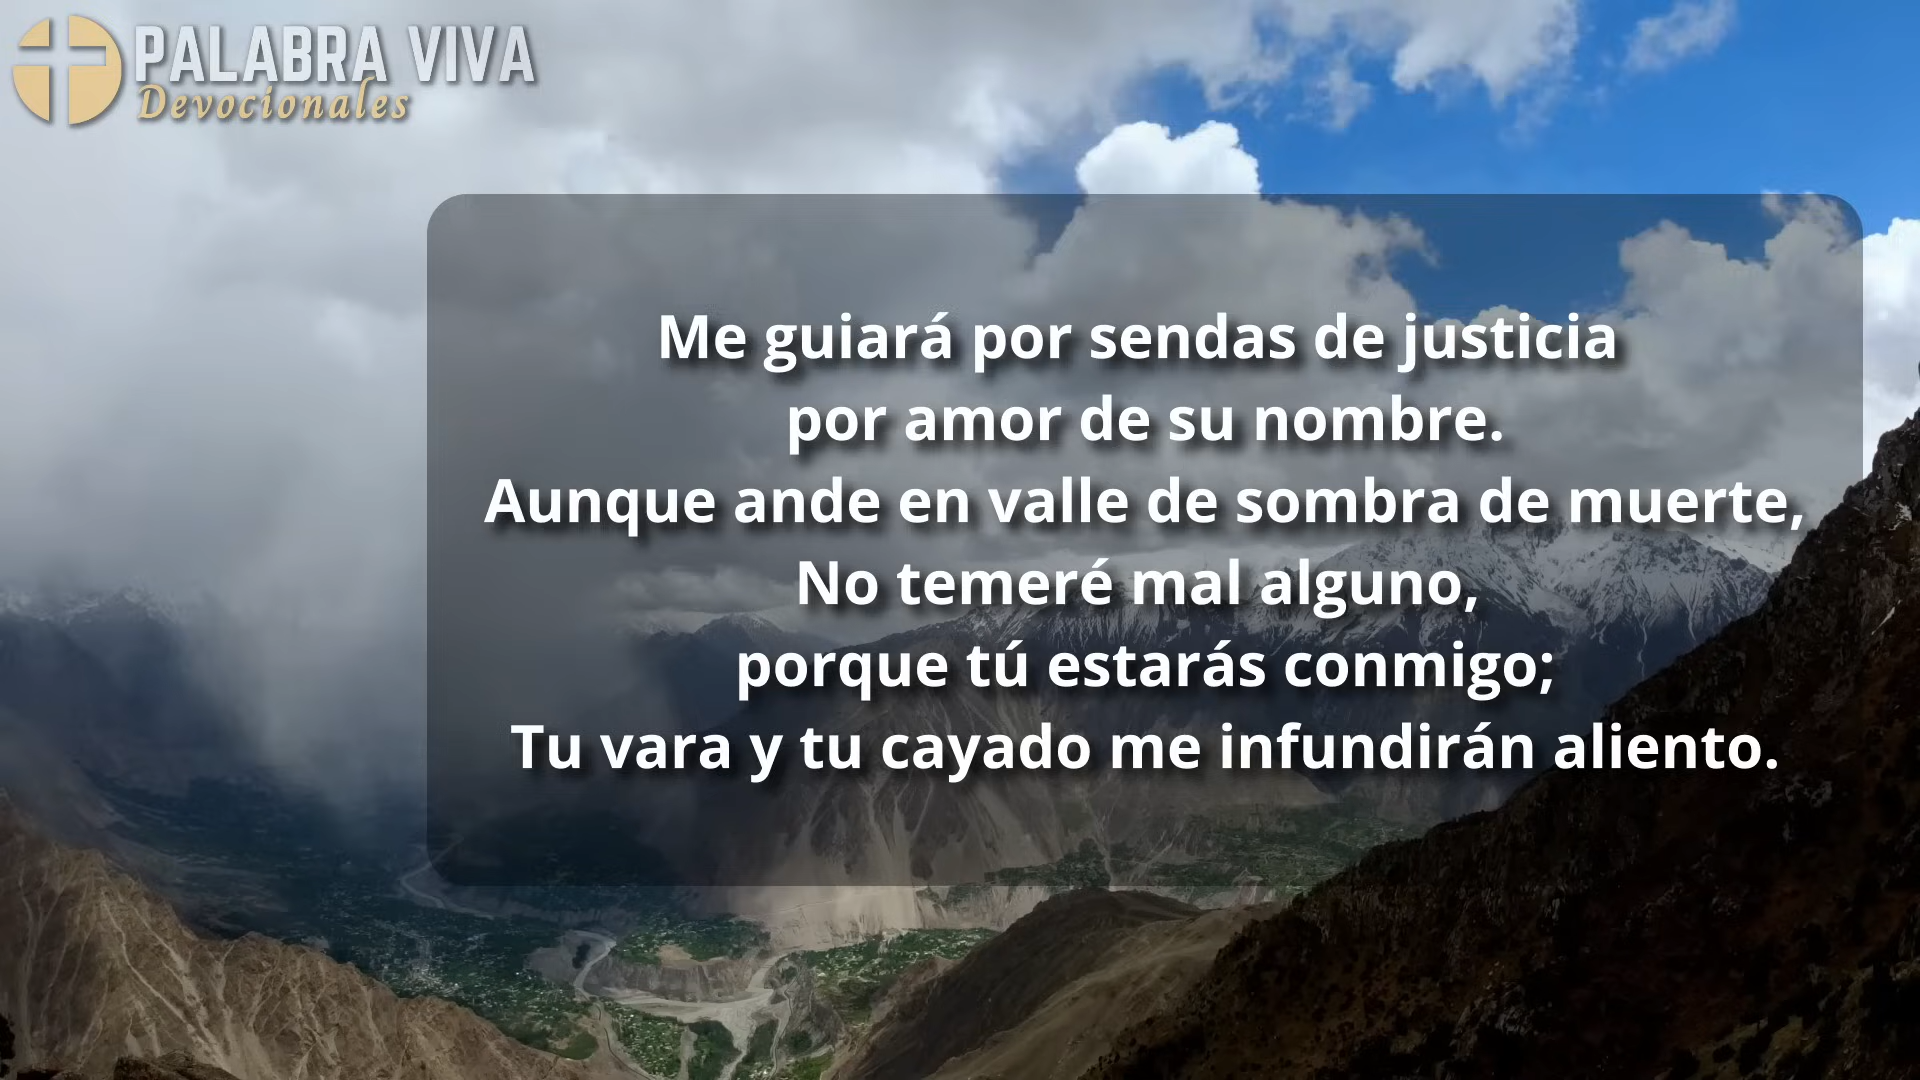 PALABRA VIVA
Devocionales
Me guiará por sendas de justicia
por amor de su nombre.
Aunque ande en valle de sombra de muerte,
No temeré mal alguno,
porque tú estarás conmigo;
Tu vara y tu cayado me infundirán aliento.